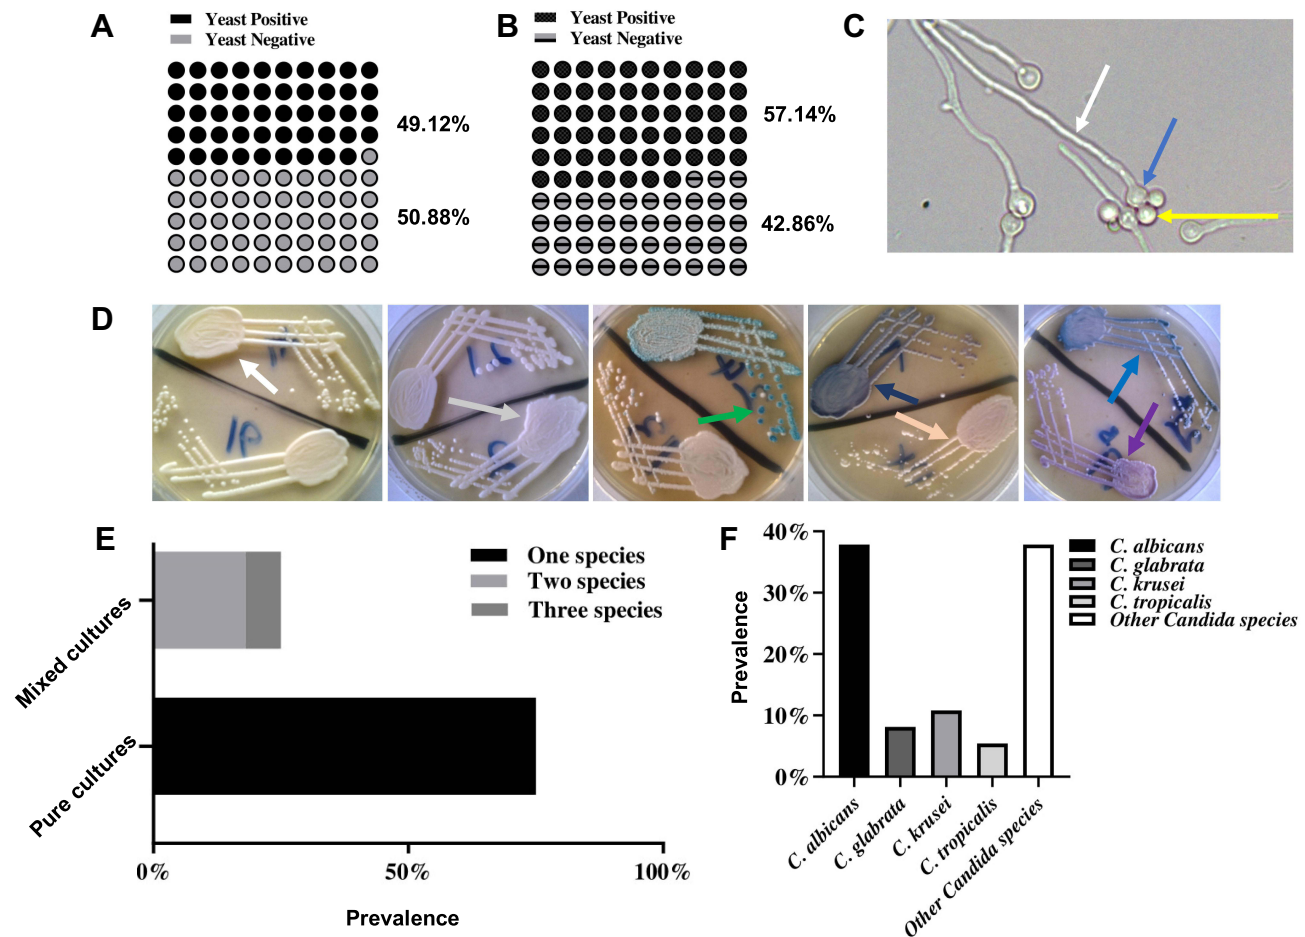 A
Yeast Positive
Yeast Negative
49.12%
50.88%
B
Yeast Positive
Yeast Negative
57.14%
42.86%
C
D
E
One species
Two species
Three species
Mixed cultures
Pure cultures
0%
50%
100%
Prevalence
F
40%
30%
20%
10%
0%
Prevalence
C. albicans
C. glabrata
C. krusei
C. tropicalis
Other Candida species
C. albicans
C. glabrata
C. krusei
C. tropicalis
Other Candida species